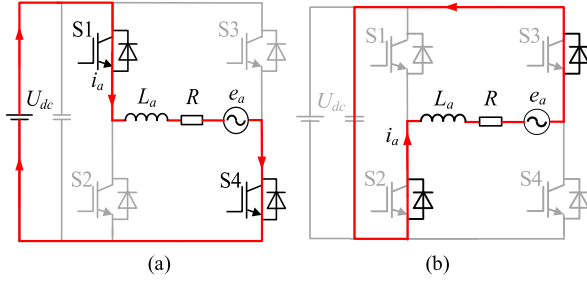 S1
S3
i_a
U_dc
L_a
R
e_a
S2
S4
(a)
S1
S3
U_dc
L_a
R
e_a
i_a
S2
S4
(b)